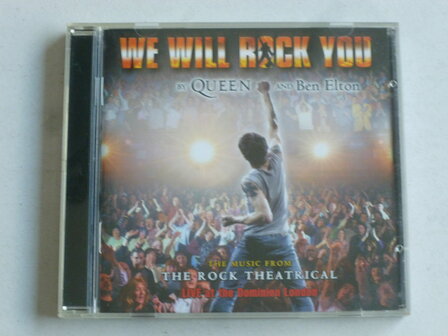 WE WILL ROCK YOU
BY QUEEN AND Ben Elton
THE MUSIC FROM
THE ROCK THEATRICAL
LIVE at the Dominion London